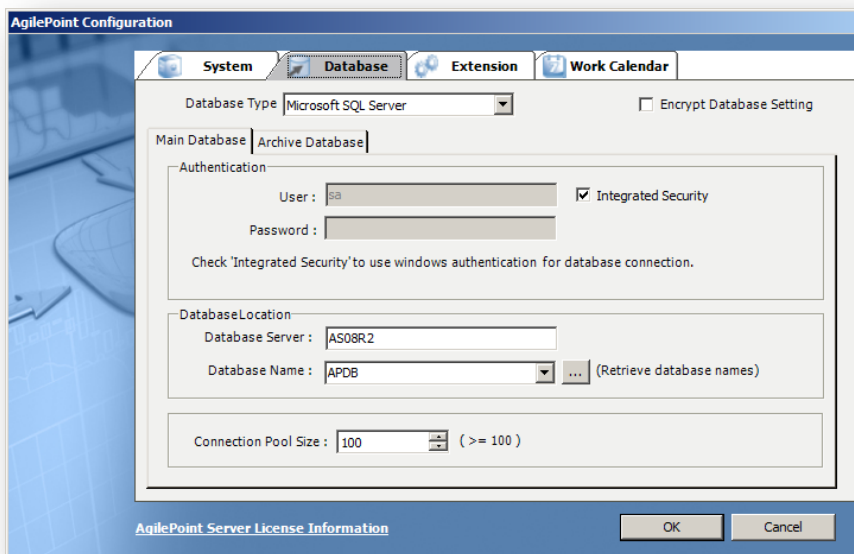 AgilePoint Configuration
System Database Extension Work Calendar
Database Type Microsoft SQL Server Encrypt Database Setting
Main Database Archive Database
Authentication
User : sa Integrated Security
Password :
Check 'Integrated Security' to use windows authentication for database connection.
DatabaseLocation
Database Server : AS08R2
Database Name : APDB ... (Retrieve database names)
Connection Pool Size : 100 ( >= 100 )
AgilePoint Server License Information OK Cancel